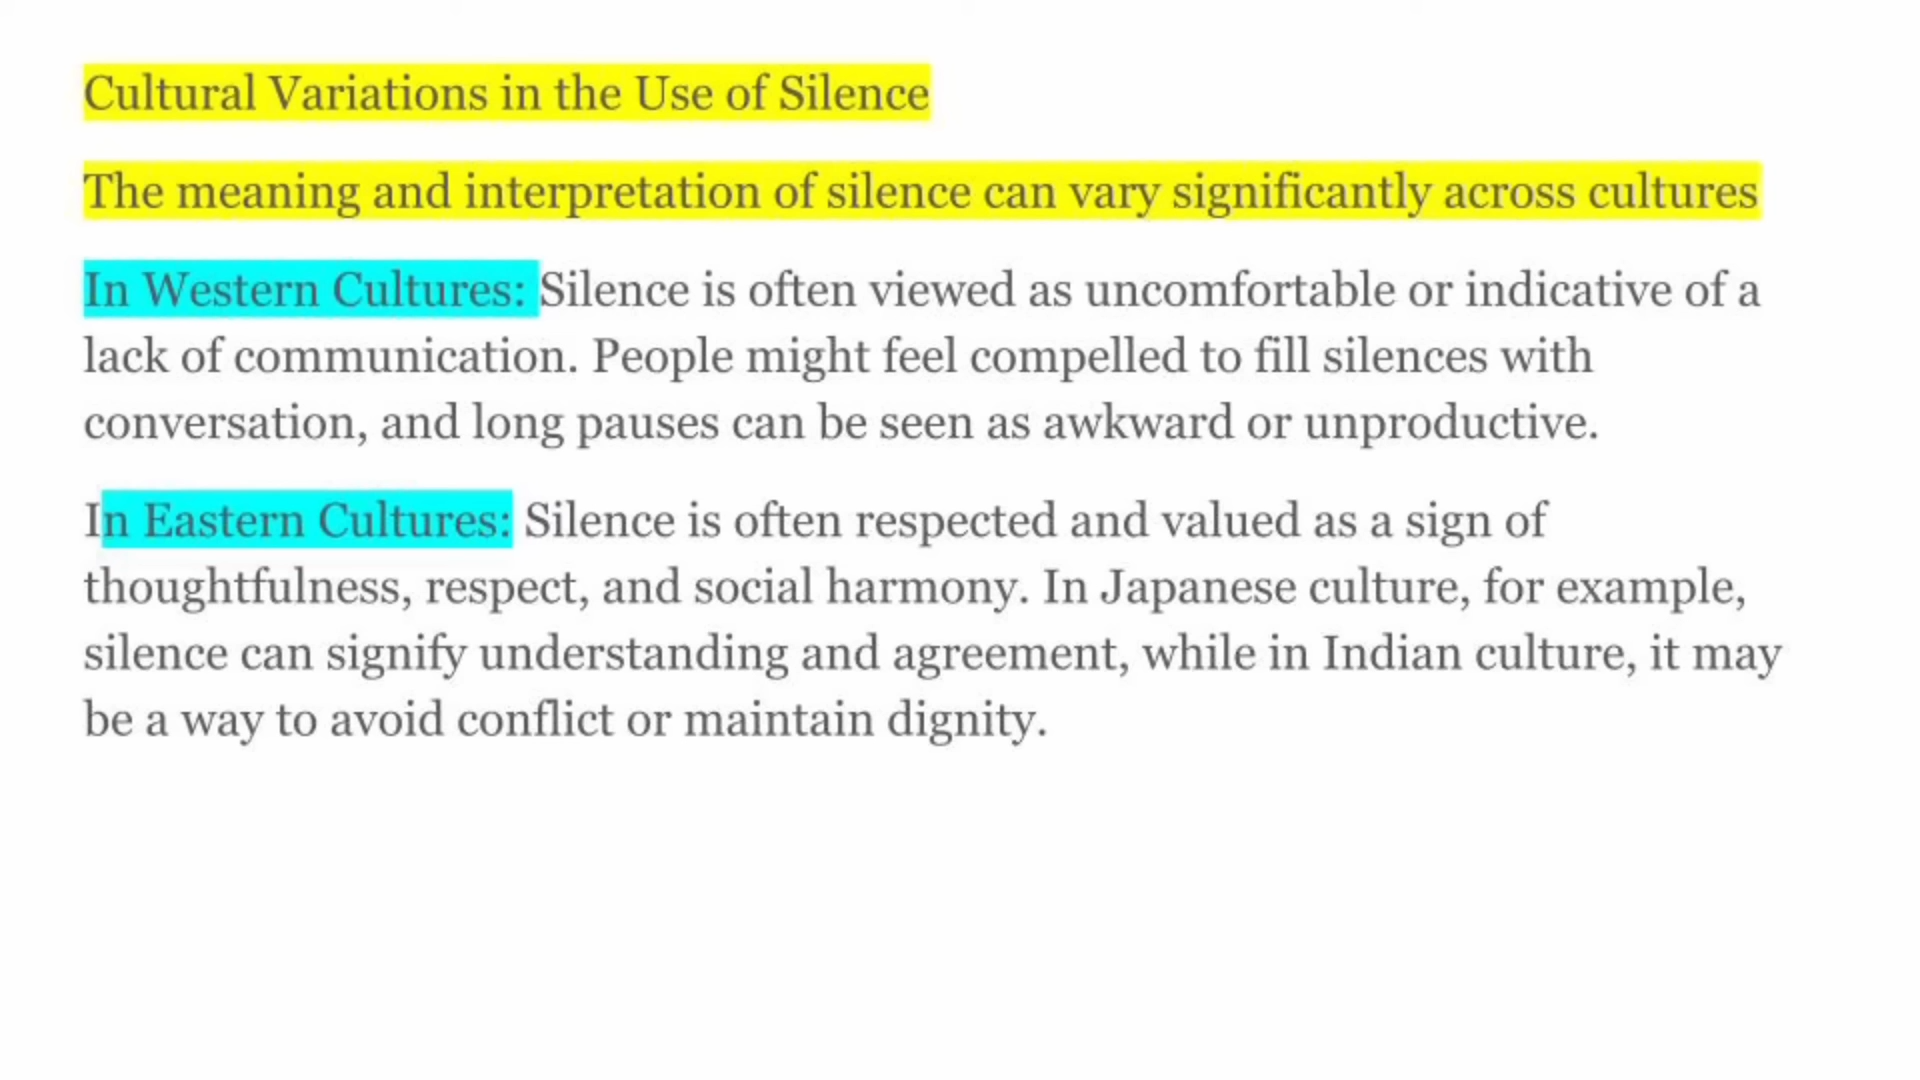 Cultural Variations in the Use of Silence
The meaning and interpretation of silence can vary significantly across cultures
In Western Cultures: Silence is often viewed as uncomfortable or indicative of a
lack of communication. People might feel compelled to fill silences with
conversation, and long pauses can be seen as awkward or unproductive.
In Eastern Cultures: Silence is often respected and valued as a sign of
thoughtfulness, respect, and social harmony. In Japanese culture, for example,
silence can signify understanding and agreement, while in Indian culture, it may
be a way to avoid conflict or maintain dignity.